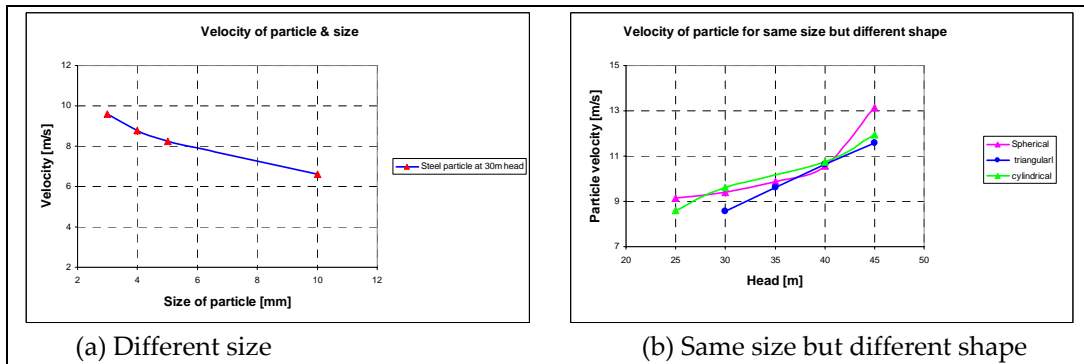 Velocity of particle & size
12
10
8
6
4
2
2
4
6
8
10
12
Velocity [m/s]
Size of particle [mm]
Steel particle at 30m head
(a) Different size
Velocity of particle for same size but different shape
15
13
11
9
7
20
25
30
35
40
45
50
Particle velocity [m/s]
Head [m]
Spherical
triangularl
cylindrical
(b) Same size but different shape